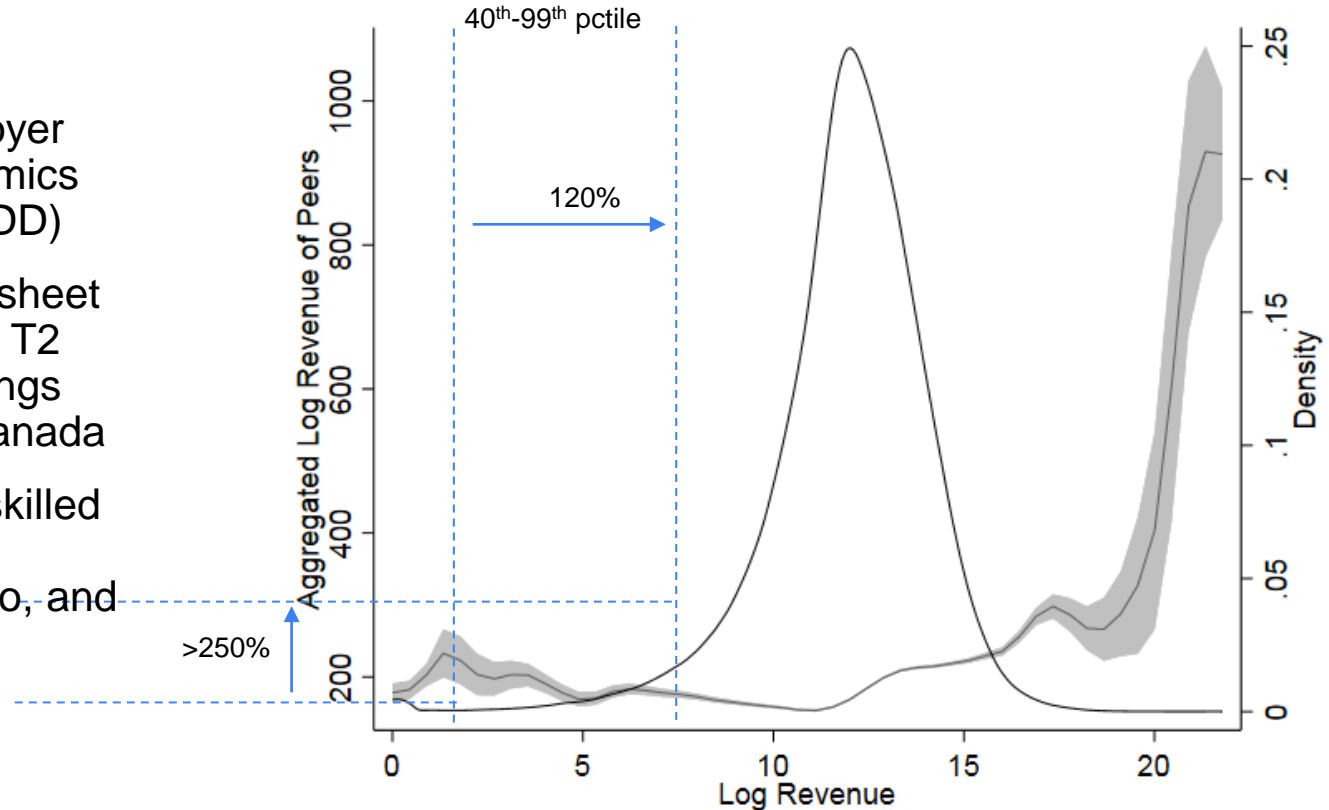 oyer
mics
DD)
sheet
T2
ngs
anada
skilled
o, and
40th-99th pctile
120%
>250%
Aggregated Log Revenue of Peers
1000
800
600
400
200
.25
.2
.15
.1
.05
0
Density
0 5 10 15 20
Log Revenue